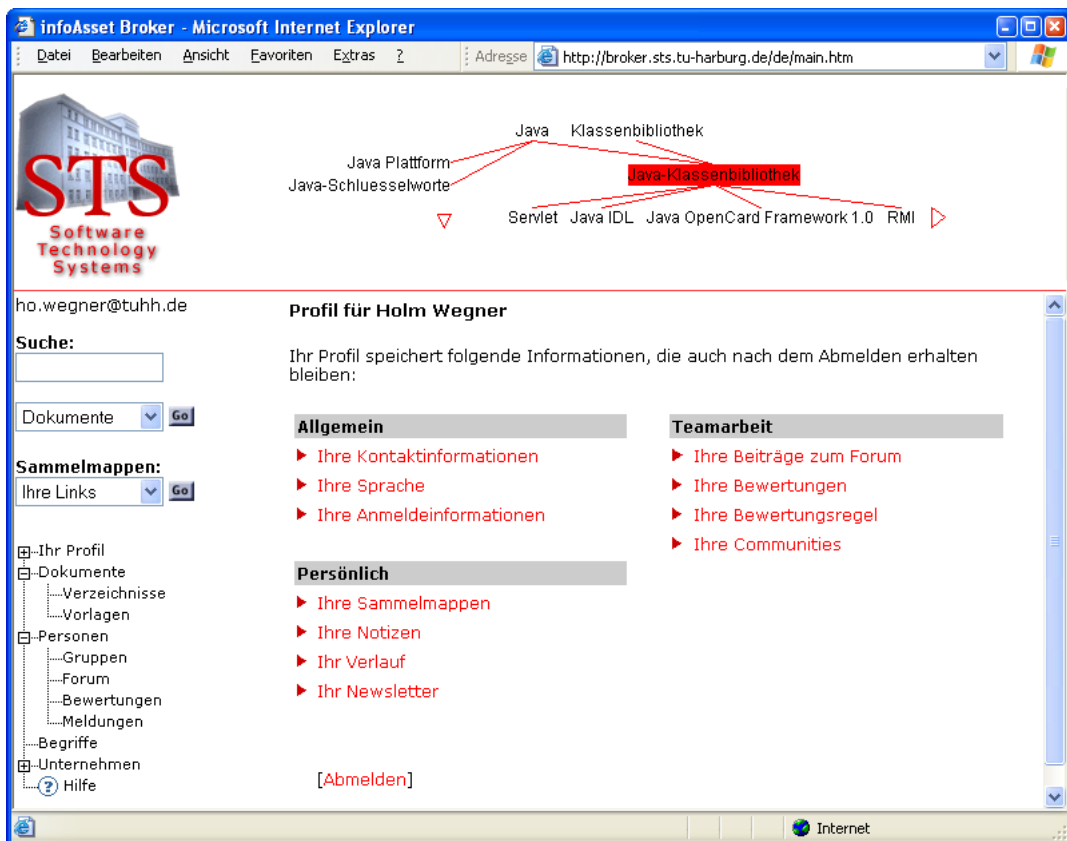 infoAsset Broker - Microsoft Internet Explorer
Datei Bearbeiten Ansicht Favoriten Extras ? Adresse http://broker.sts.tu-harburg.de/de/main.htm
STS
Software
Technology
Systems
Java Klassenbibliothek
Java Plattform
Java-Schluesselworte
Java-Klassenbibliothek
Servlet Java IDL Java OpenCard Framework 1.0 RMI
ho.wegner@tuhh.de
Suche:
Dokumente Go
Sammelmappen:
Ihre Links Go
Ihr Profil
Dokumente
Verzeichnisse
Vorlagen
Personen
Gruppen
Forum
Bewertungen
Meldungen
Begriffe
Unternehmen
? Hilfe
Profil für Holm Wegner
Ihr Profil speichert folgende Informationen, die auch nach dem Abmelden erhalten
bleiben:
Allgemein
Ihre Kontaktinformationen
Ihre Sprache
Ihre Anmeldeinformationen
Persönlich
Ihre Sammelmappen
Ihre Notizen
Ihr Verlauf
Ihr Newsletter
Teamarbeit
Ihre Beiträge zum Forum
Ihre Bewertungen
Ihre Bewertungsregel
Ihre Communities
[Abmelden]
Internet